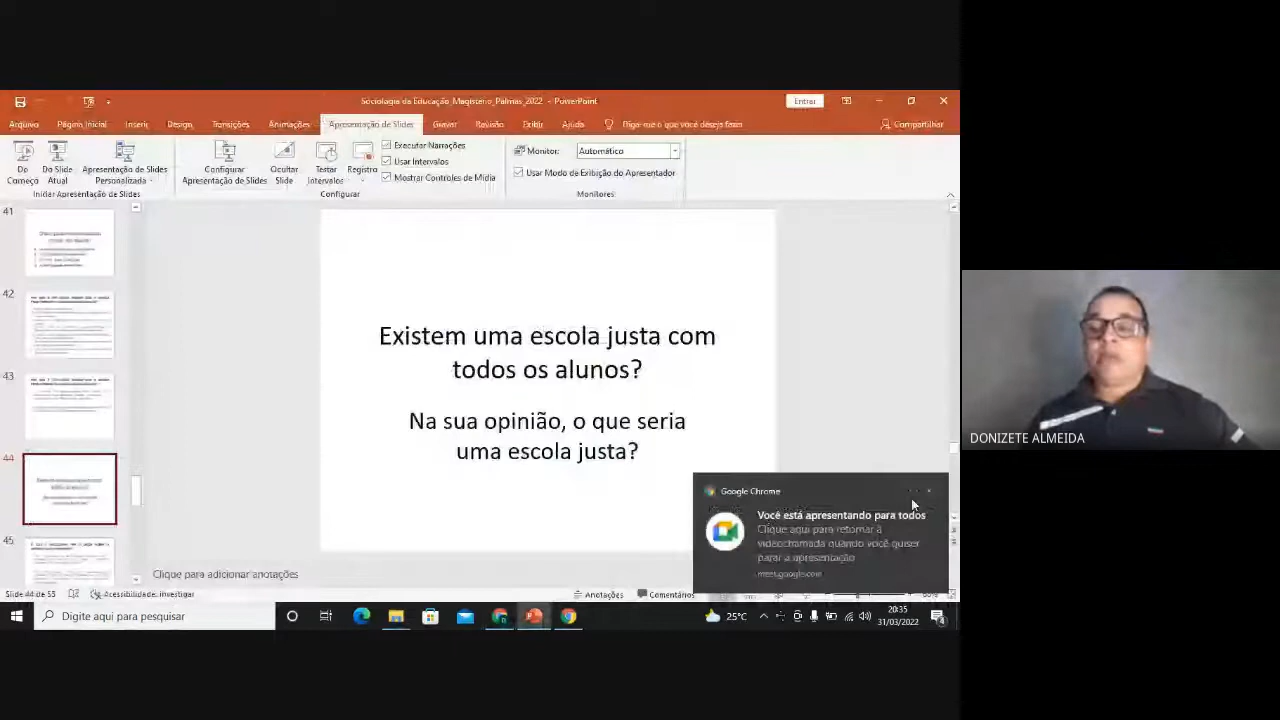 Sociologia da Educação_Magistério_Palmas_2022 - PowerPoint
Entrar
Arquivo Página Inicial Inserir Design Transições Animações Apresentação de Slides Gravar Revisão Exibir Ajuda Diga-me o que você deseja fazer Compartilhar
Do Começo
Do Slide Atual
Apresentação de Slides Personalizada
Configurar Apresentação de Slides
Ocultar Slide
Testar Intervalos
Registro
Executar Narrações
Usar Intervalos
Mostrar Controles de Mídia
Monitor: Automático
Usar Modo de Exibição do Apresentador
Iniciar Apresentação de Slides Configurar Monitores
41
42
43
44
45
Existem uma escola justa com
todos os alunos?
Na sua opinião, o que seria
uma escola justa?
Google Chrome
Você está apresentando para todos
Clique aqui para retornar à
videochamada quando você quiser
parar a apresentação
meet.google.com
Clique para adicionar anotações
Slide 44 de 53 Acessibilidade: investigar Anotações Comentários
Digite aqui para pesquisar
25°C
20:35
31/03/2022
4
DONIZETE ALMEIDA